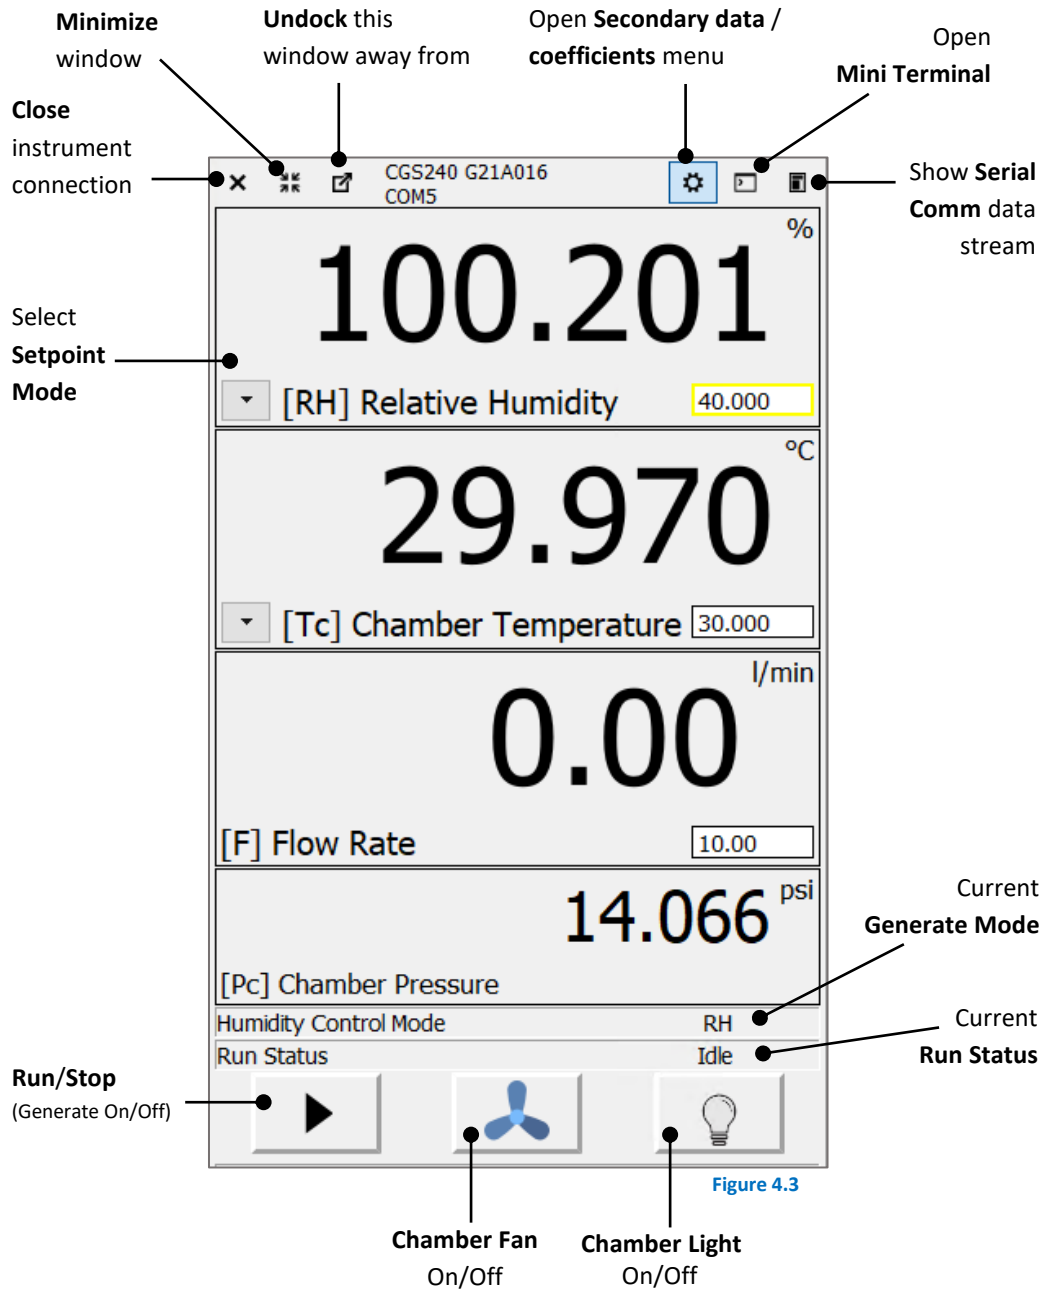 Minimize
window
Undock this
window away from
Open Secondary data /
coefficients menu
Open
Mini Terminal
Close
instrument
connection
Show Serial
Comm data
stream
CGS240 G21A016
COM5
%
100.201
Select
Setpoint
Mode
[RH] Relative Humidity 40.000
°C
29.970
[Tc] Chamber Temperature 30.000
l/min
0.00
[F] Flow Rate 10.00
psi
14.066
[Pc] Chamber Pressure
Current
Generate Mode
Humidity Control Mode RH
Run Status Idle
Current
Run Status
Run/Stop
(Generate On/Off)
Figure 4.3
Chamber Fan
On/Off
Chamber Light
On/Off